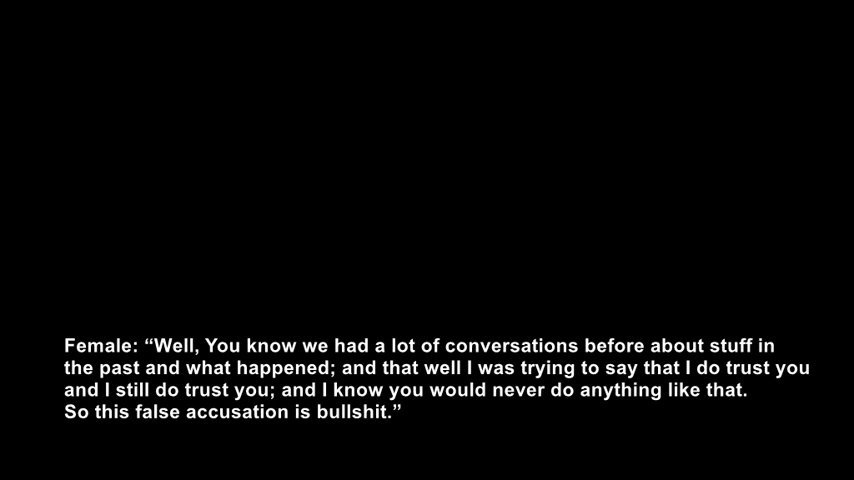 Female: “Well, You know we had a lot of conversations before about stuff in
the past and what happened; and that well I was trying to say that I do trust you
and I still do trust you; and I know you would never do anything like that.
So this false accusation is bullshit.”